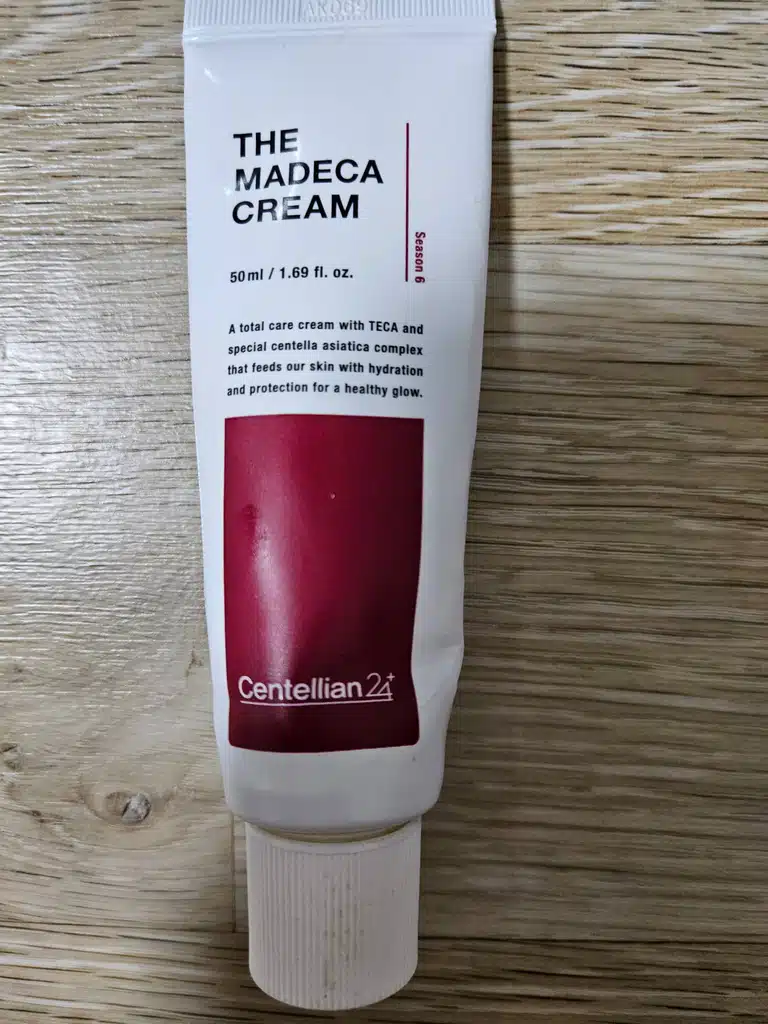 THE
MADECA
CREAM
Season 6
50ml / 1.69 fl. oz.
A total care cream with TECA and
special centella asiatica complex
that feeds our skin with hydration
and protection for a healthy glow.
Centellian24+